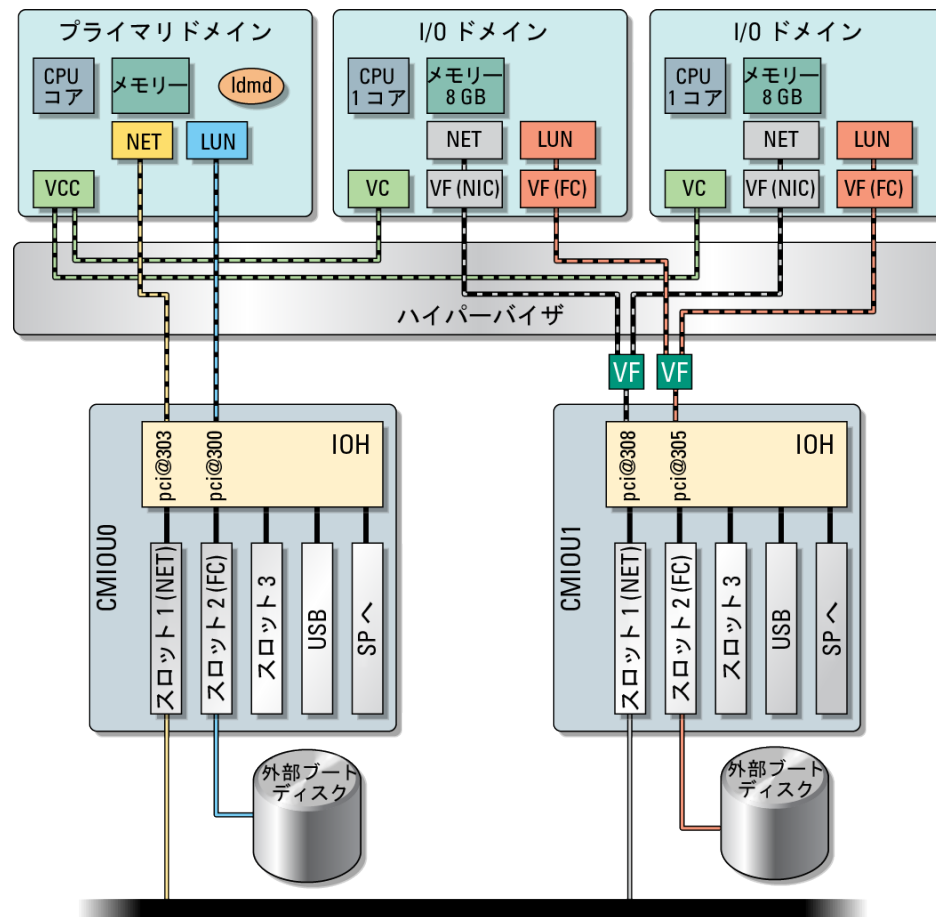 プライマリドメイン
CPU
コア
メモリー
ldmd
NET
LUN
VCC
I/O ドメイン
CPU
1 コア
メモリー
8 GB
NET
LUN
VC
VF (NIC)
VF (FC)
I/O ドメイン
CPU
1 コア
メモリー
8 GB
NET
LUN
VC
VF (NIC)
VF (FC)
ハイパーバイザ
VF
VF
CMIOU0
pci@303
pci@300
IOH
スロット 1 (NET)
スロット 2 (FC)
スロット 3
USB
SP へ
外部ブート
ディスク
CMIOU1
pci@308
pci@305
IOH
スロット 1 (NET)
スロット 2 (FC)
スロット 3
USB
SP へ
外部ブート
ディスク